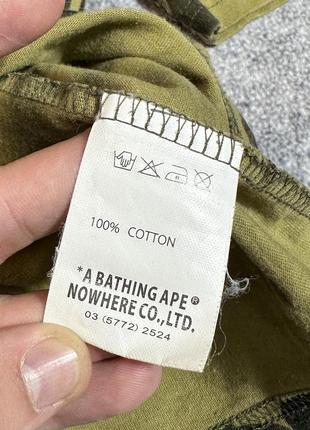 100% COTTON
*A BATHING APE®
NOWHERE CO., LTD.
03 (5772) 2524